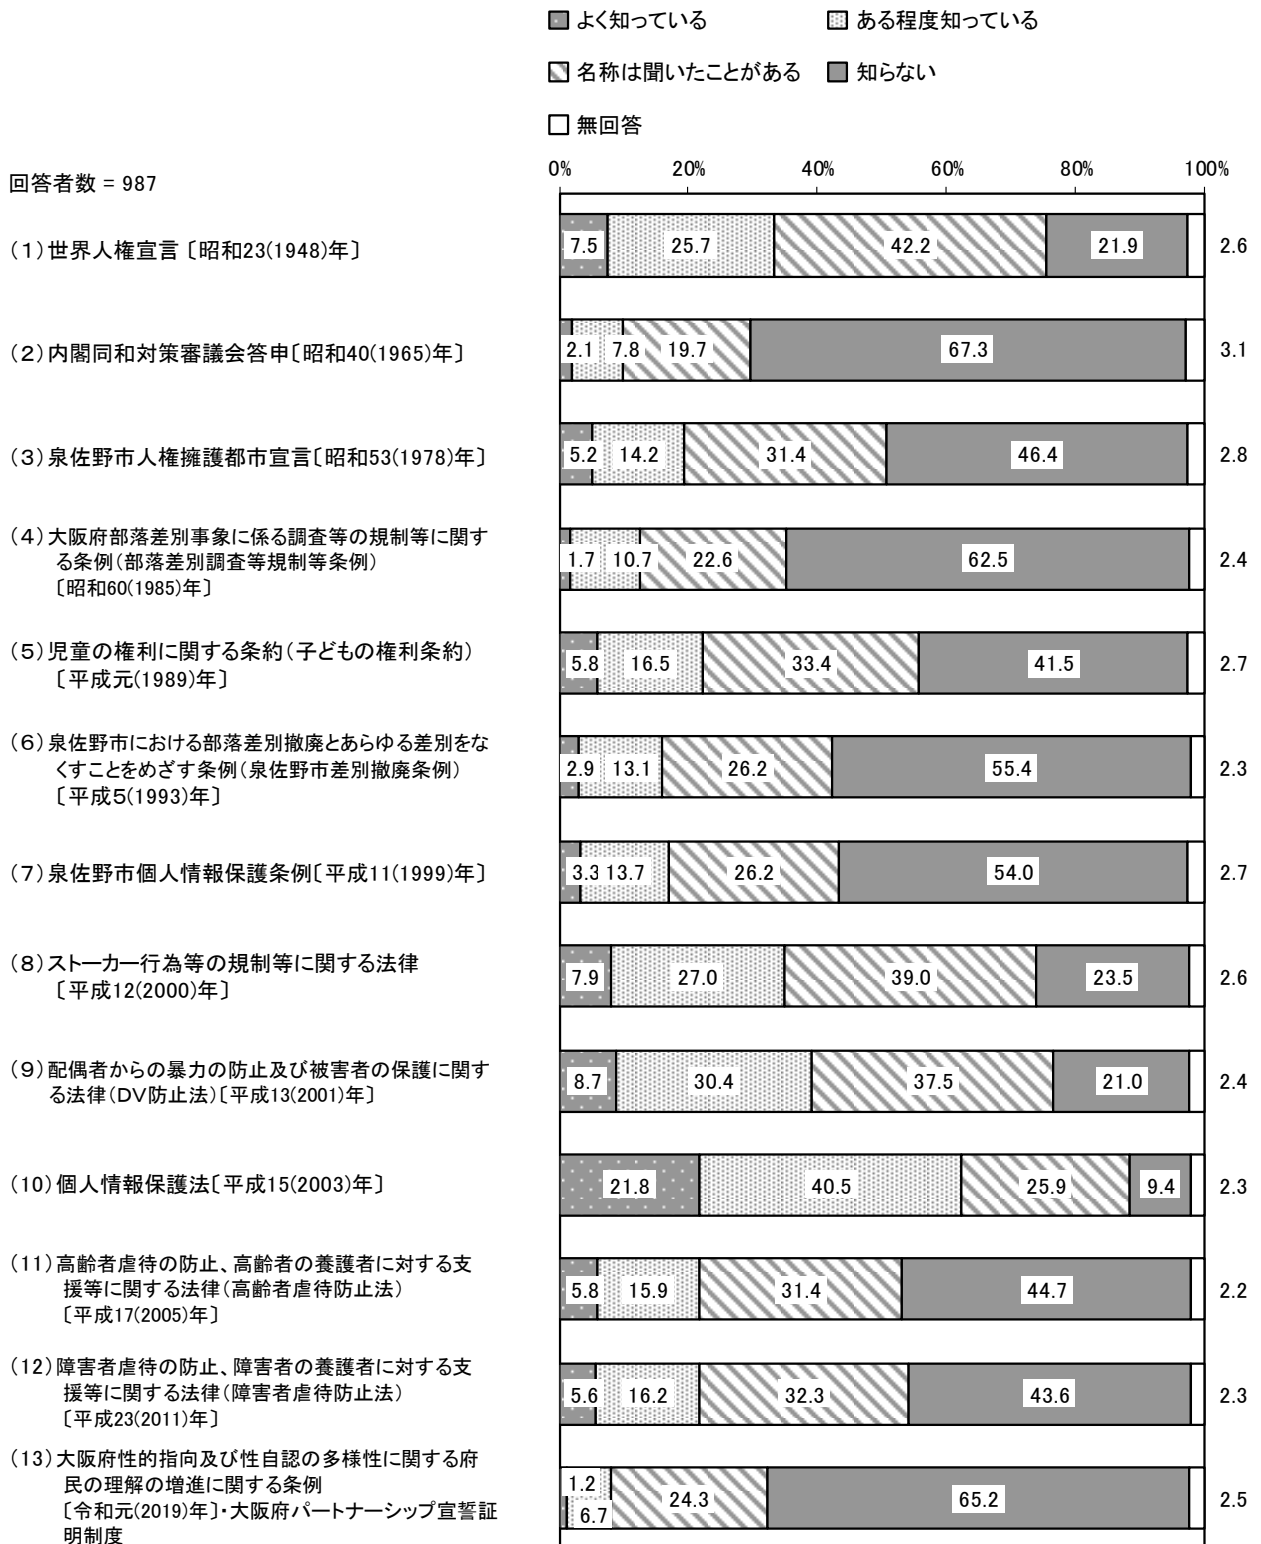 よく知っている ある程度知っている
名称は聞いたことがある 知らない
無回答
回答者数 = 987
0% 20% 40% 60% 80% 100%
(1)世界人権宣言〔昭和23(1948)年〕
7.5 25.7 42.2 21.9 2.6
(2)内閣同和対策審議会答申〔昭和40(1965)年〕
2.1 7.8 19.7 67.3 3.1
(3)泉佐野市人権擁護都市宣言〔昭和53(1978)年〕
5.2 14.2 31.4 46.4 2.8
(4)大阪府部落差別事象に係る調査等の規制等に関す
る条例(部落差別調査等規制等条例)
〔昭和60(1985)年〕
1.7 10.7 22.6 62.5 2.4
(5)児童の権利に関する条約(子どもの権利条約)
〔平成元(1989)年〕
5.8 16.5 33.4 41.5 2.7
(6)泉佐野市における部落差別撤廃とあらゆる差別をな
くすことをめざす条例(泉佐野市差別撤廃条例)
〔平成5(1993)年〕
2.9 13.1 26.2 55.4 2.3
(7)泉佐野市個人情報保護条例〔平成11(1999)年〕
3.3 13.7 26.2 54.0 2.7
(8)ストーカー行為等の規制等に関する法律
〔平成12(2000)年〕
7.9 27.0 39.0 23.5 2.6
(9)配偶者からの暴力の防止及び被害者の保護に関す
る法律(DV防止法)〔平成13(2001)年〕
8.7 30.4 37.5 21.0 2.4
(10)個人情報保護法〔平成15(2003)年〕
21.8 40.5 25.9 9.4 2.3
(11)高齢者虐待の防止、高齢者の養護者に対する支
援等に関する法律(高齢者虐待防止法)
〔平成17(2005)年〕
5.8 15.9 31.4 44.7 2.2
(12)障害者虐待の防止、障害者の養護者に対する支
援等に関する法律(障害者虐待防止法)
〔平成23(2011)年〕
5.6 16.2 32.3 43.6 2.3
(13)大阪府性的指向及び性自認の多様性に関する府
民の理解の増進に関する条例
〔令和元(2019)年〕・大阪府パートナーシップ宣誓証
明制度
1.2 6.7 24.3 65.2 2.5